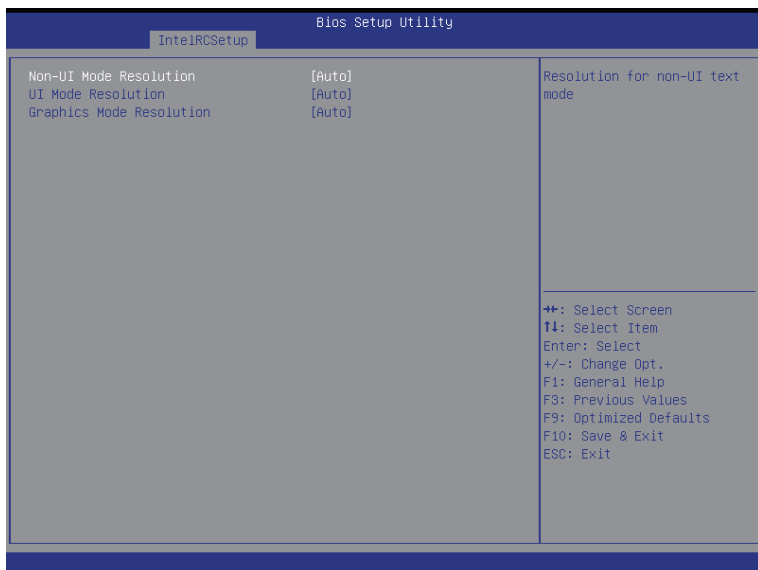 Bios Setup Utility
IntelRCSetup
Non-UI Mode Resolution [Auto]
UI Mode Resolution [Auto]
Graphics Mode Resolution [Auto]
Resolution for non-UI text
mode
→←: Select Screen
↑↓: Select Item
Enter: Select
+/-: Change Opt.
F1: General Help
F3: Previous Values
F9: Optimized Defaults
F10: Save & Exit
ESC: Exit